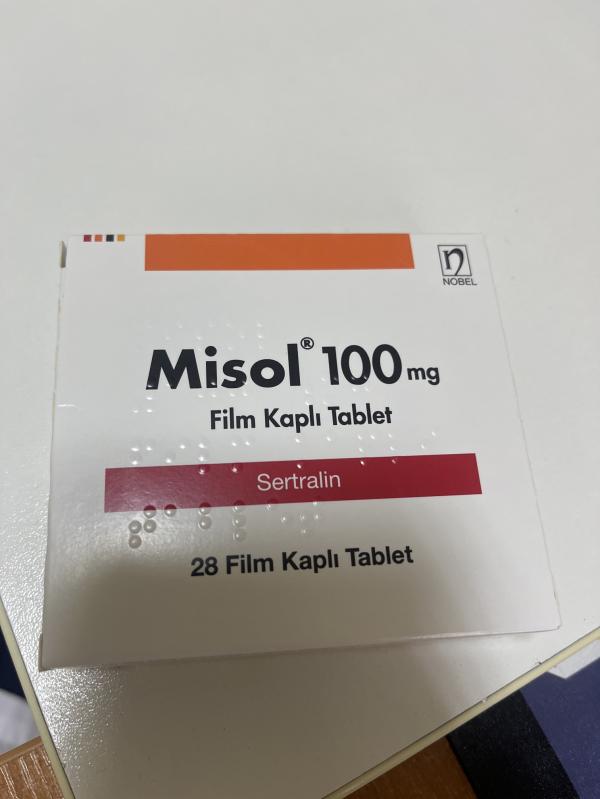 NOBEL
Misol® 100 mg
Film Kaplı Tablet
Sertralin
28 Film Kaplı Tablet